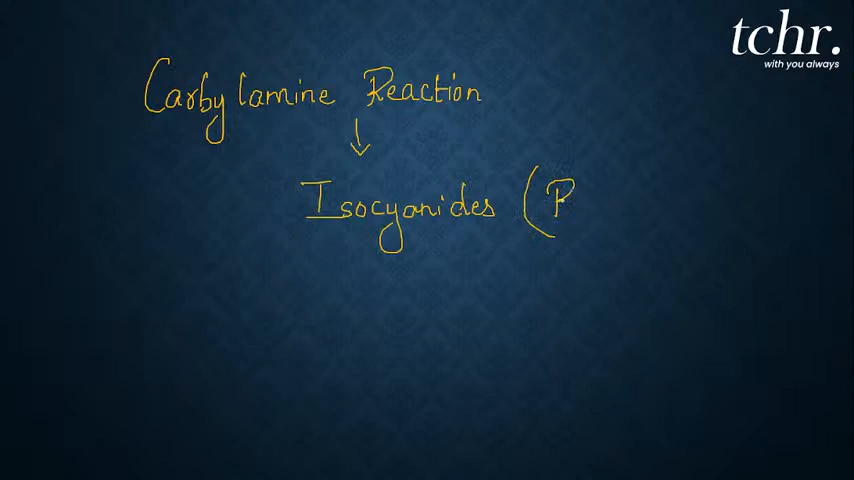 tchr.
with you always
Carbylamine Reaction
↓
Isocyanides (R